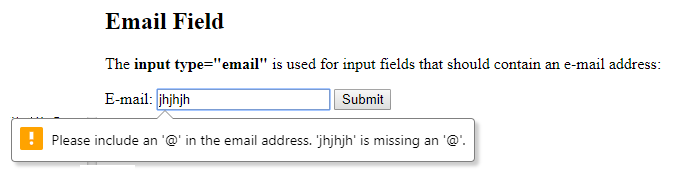 Email Field
The input type="email" is used for input fields that should contain an e-mail address:
E-mail: jhjhjh Submit
! Please include an '@' in the email address. 'jhjhjh' is missing an '@'.